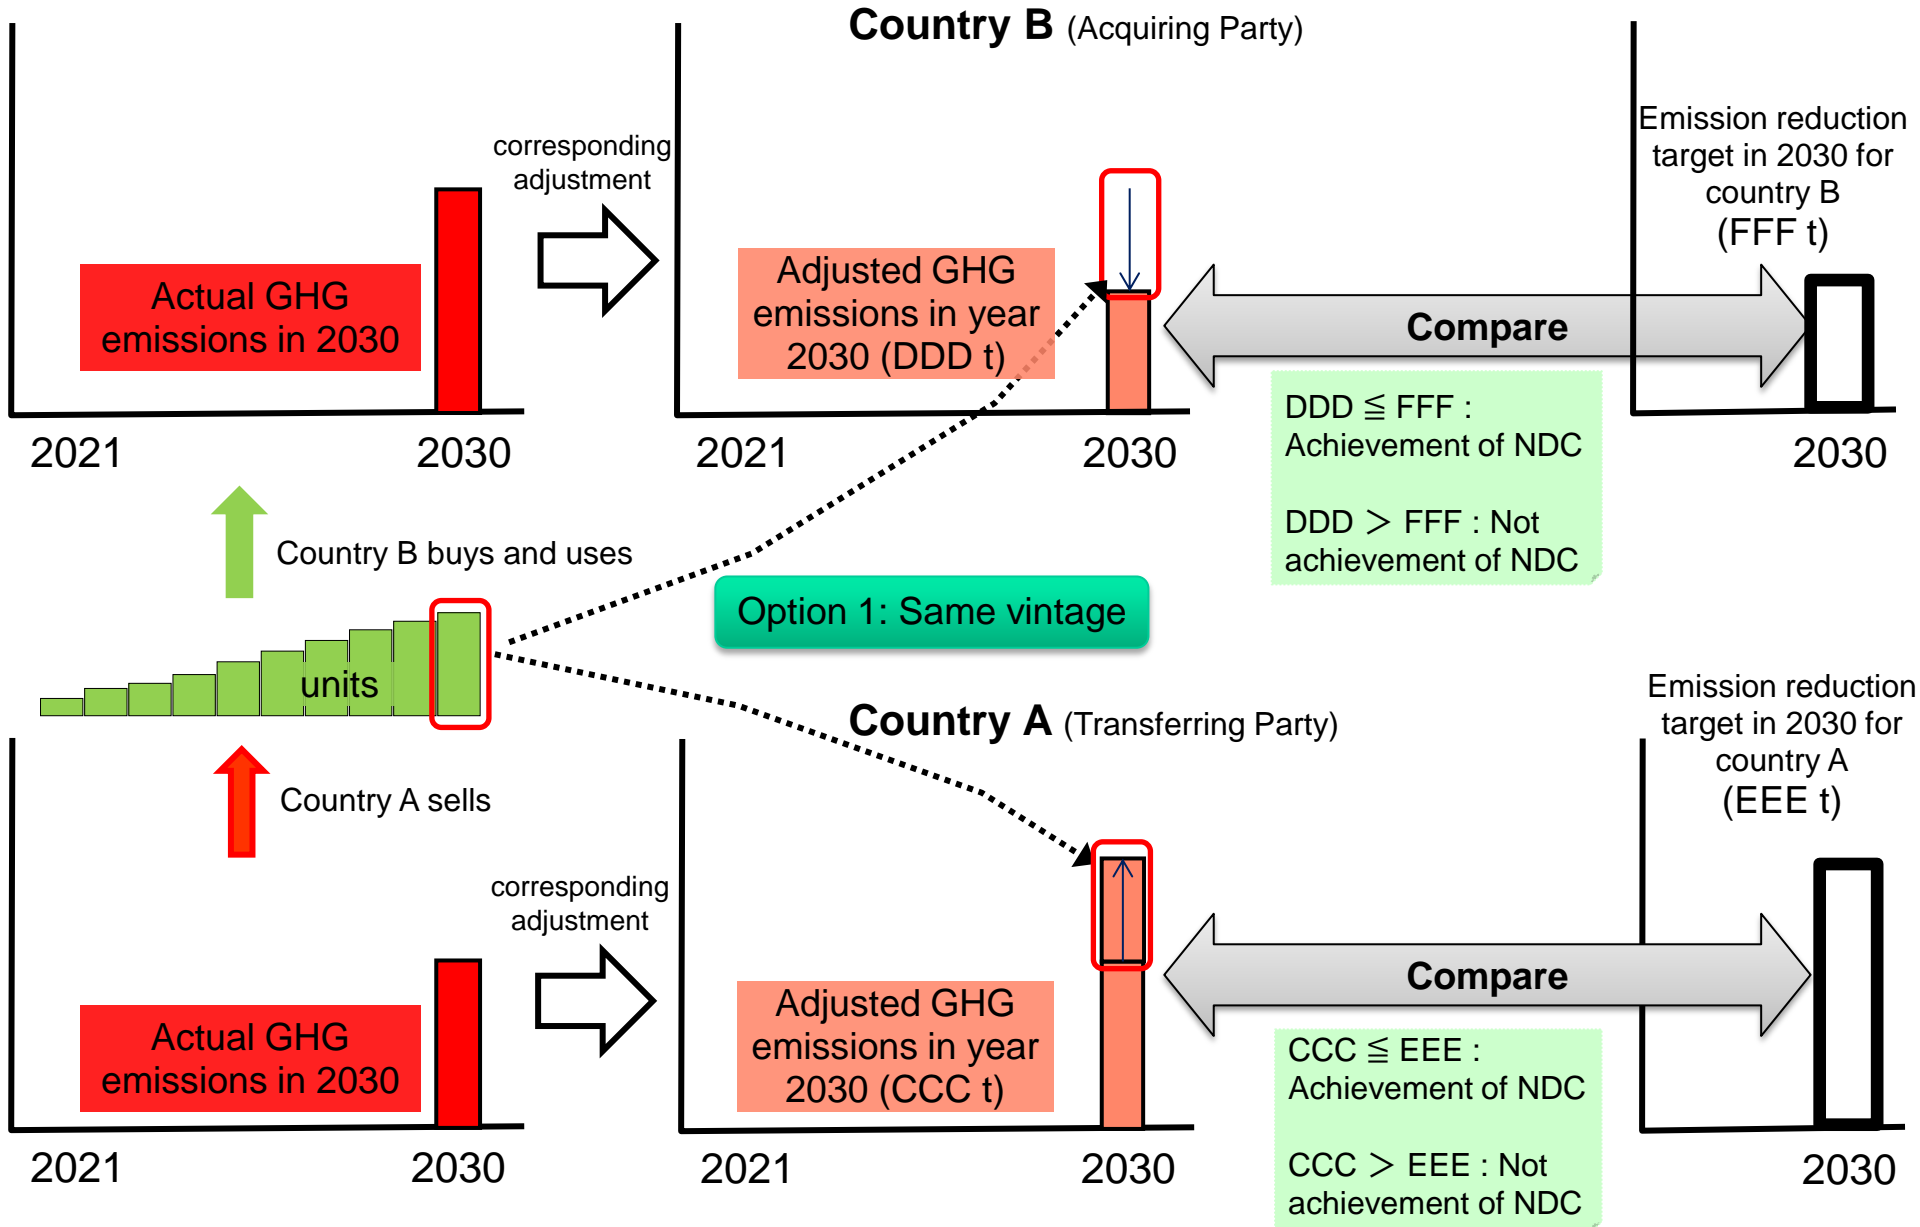 Country B (Acquiring Party)
corresponding
adjustment
Actual GHG
emissions in 2030
2021
2030
Adjusted GHG
emissions in year
2030 (DDD t)
2021
2030
Compare
Emission reduction
target in 2030 for
country B
(FFF t)
2030
DDD ≦ FFF :
Achievement of NDC
DDD ＞ FFF : Not
achievement of NDC
Country B buys and uses
units
Option 1: Same vintage
Country A sells
Country A (Transferring Party)
corresponding
adjustment
Actual GHG
emissions in 2030
2021
2030
Adjusted GHG
emissions in year
2030 (CCC t)
2021
2030
Compare
Emission reduction
target in 2030 for
country A
(EEE t)
2030
CCC ≦ EEE :
Achievement of NDC
CCC ＞ EEE : Not
achievement of NDC